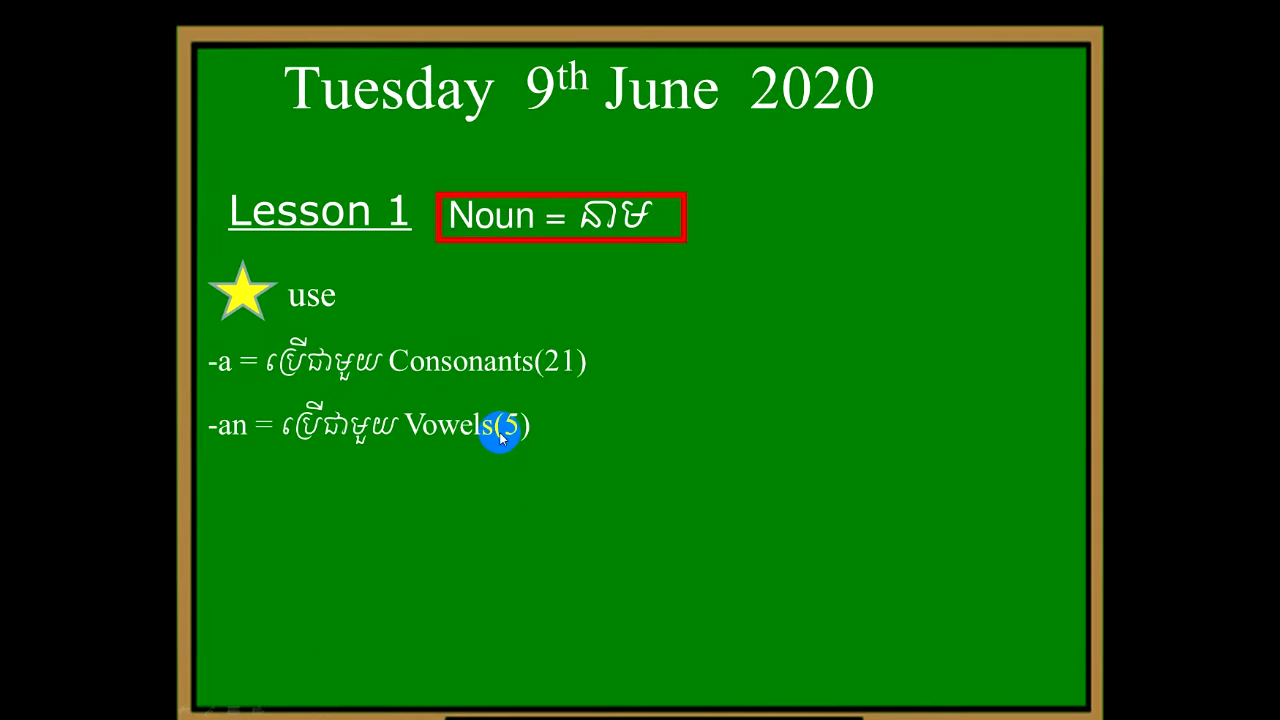 Tuesday 9th June 2020
Lesson 1 Noun = នាម
use
-a = ប្រើជាមួយ Consonants(21)
-an = ប្រើជាមួយ Vowels(5)